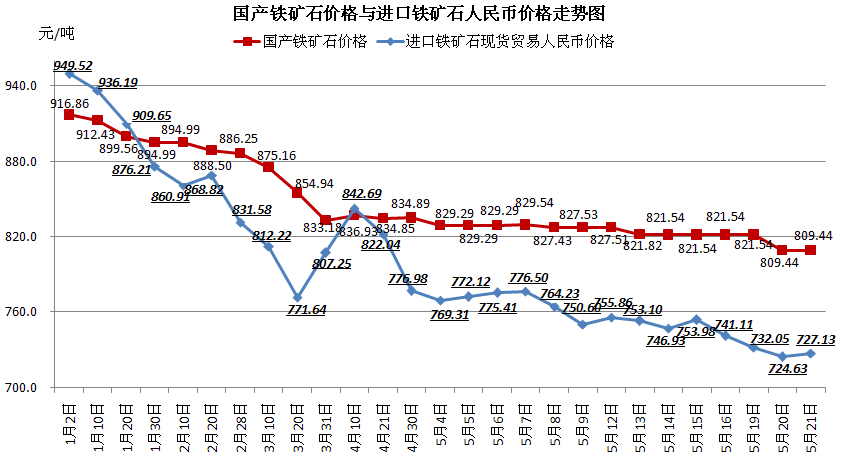 国产铁矿石价格与进口铁矿石人民币价格走势图
元/吨
国产铁矿石价格
进口铁矿石现货贸易人民币价格
940.0
880.0
820.0
760.0
700.0
916.86
912.43
899.56
894.99
894.99
888.50
886.25
875.16
854.94
833.18
836.93
834.85
834.89
829.29
829.29
829.29
829.54
827.43
827.53
827.51
821.82
821.54
821.54
821.54
821.54
809.44
809.44
949.52
936.19
909.65
876.21
860.91
868.82
831.58
812.22
771.64
807.25
842.69
822.04
776.98
769.31
772.12
775.41
776.50
764.23
750.60
755.86
753.10
746.93
753.98
741.11
732.05
724.63
727.13
1月2日
1月10日
1月20日
1月30日
2月10日
2月20日
2月28日
3月10日
3月20日
3月31日
4月10日
4月21日
4月30日
5月4日
5月5日
5月6日
5月7日
5月8日
5月9日
5月12日
5月13日
5月14日
5月15日
5月16日
5月19日
5月20日
5月21日